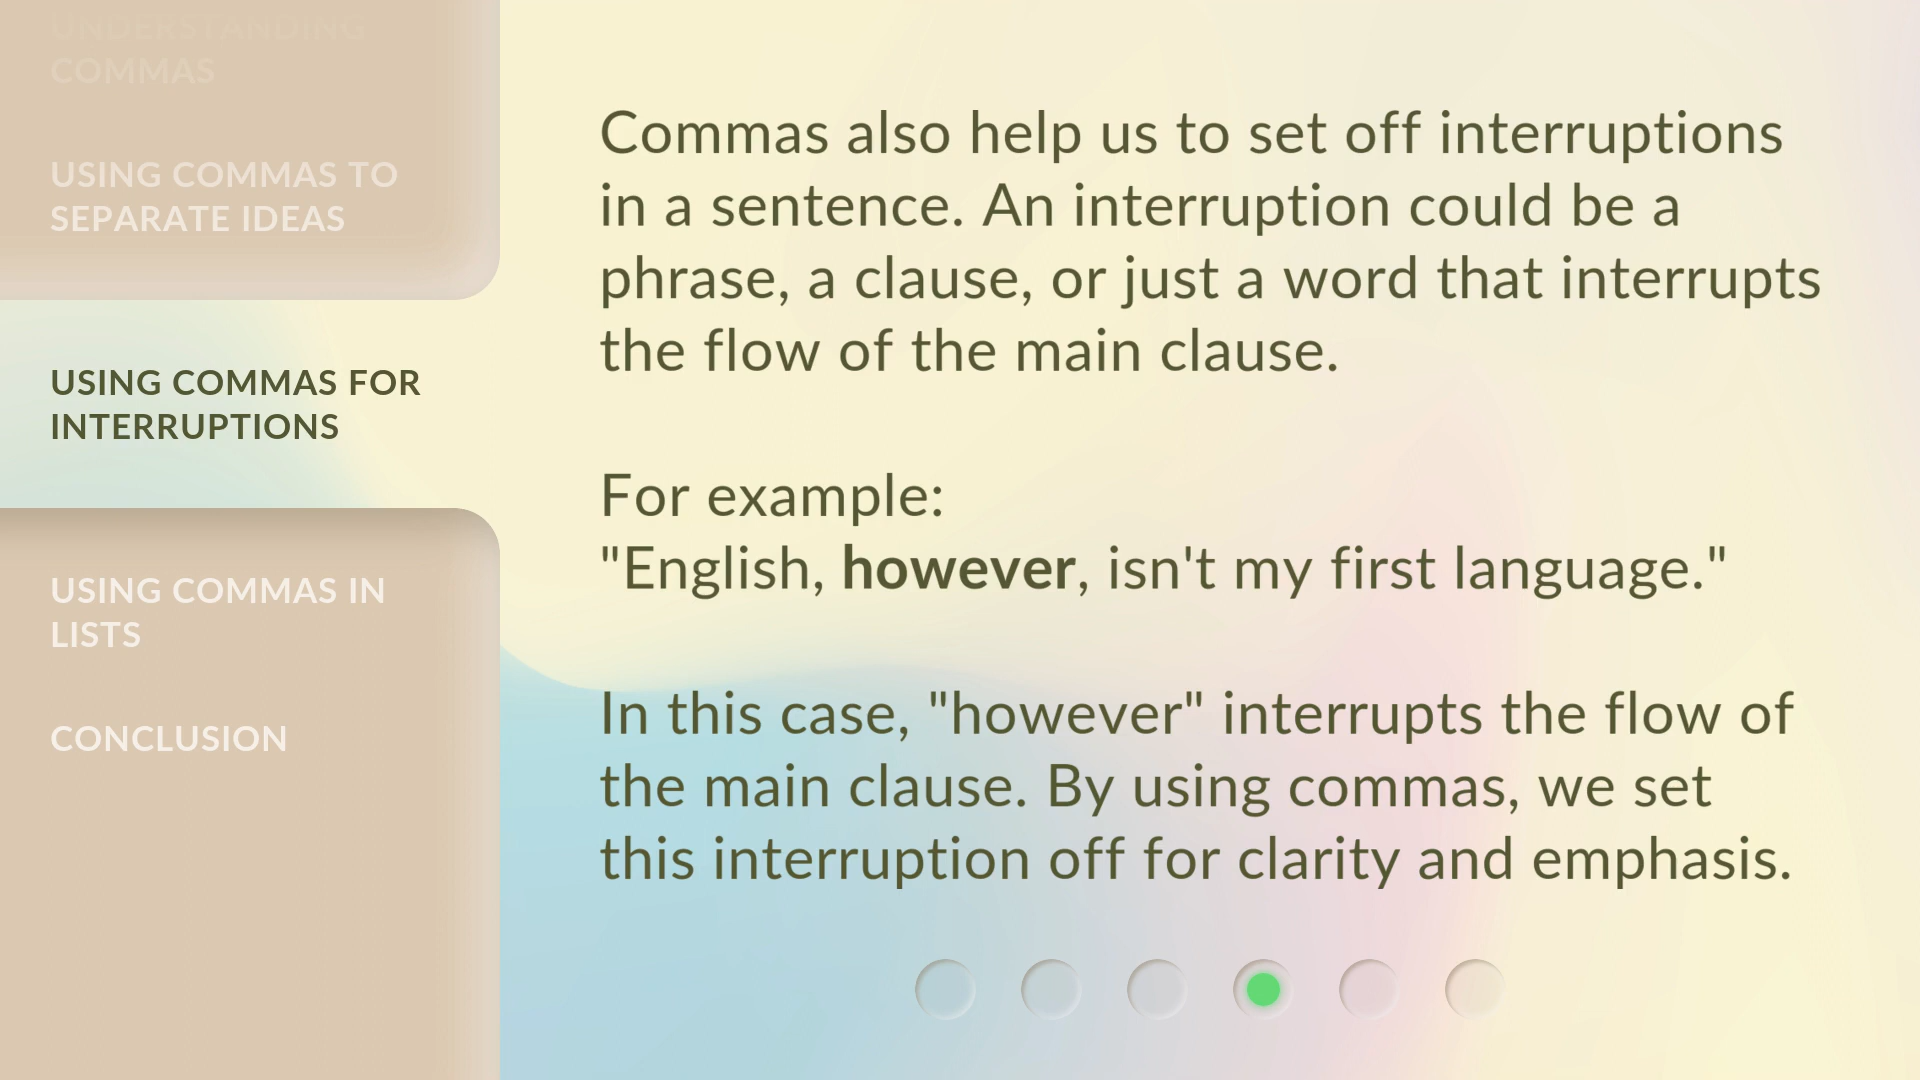 UNDERSTANDING
COMMAS
USING COMMAS TO
SEPARATE IDEAS
USING COMMAS FOR
INTERRUPTIONS
USING COMMAS IN
LISTS
CONCLUSION
Commas also help us to set off interruptions
in a sentence. An interruption could be a
phrase, a clause, or just a word that interrupts
the flow of the main clause.
For example:
"English, however, isn't my first language."
In this case, "however" interrupts the flow of
the main clause. By using commas, we set
this interruption off for clarity and emphasis.